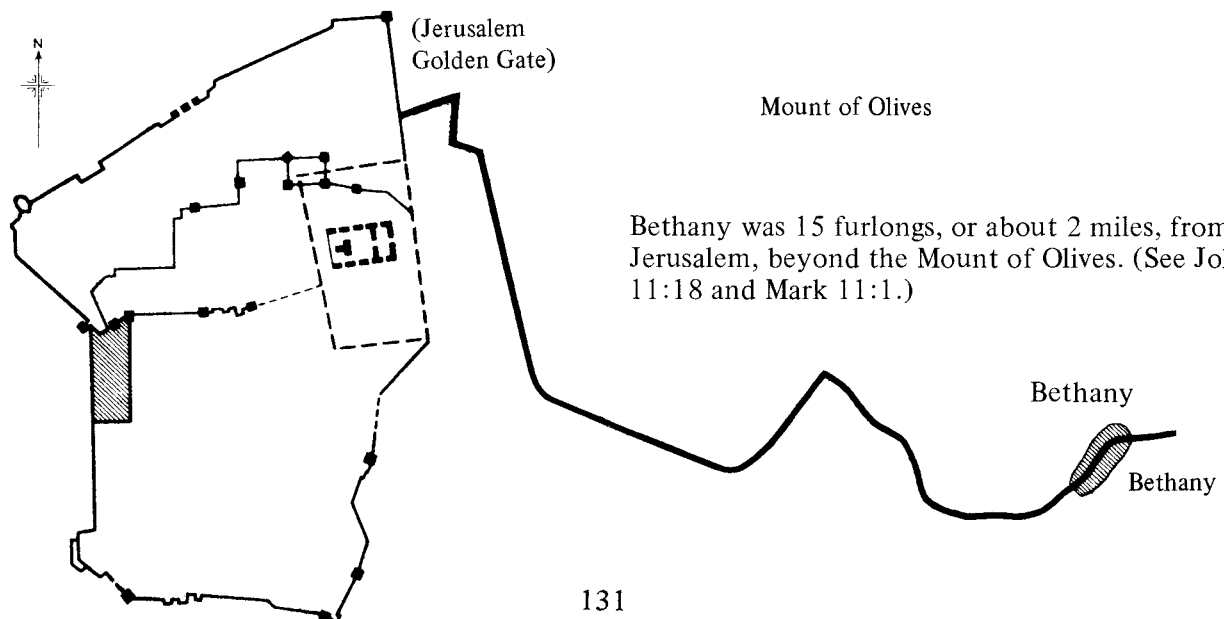 N
(Jerusalem
Golden Gate)
Mount of Olives
Bethany was 15 furlongs, or about 2 miles, from
Jerusalem, beyond the Mount of Olives. (See Jo
11:18 and Mark 11:1.)
Bethany
Bethany
131